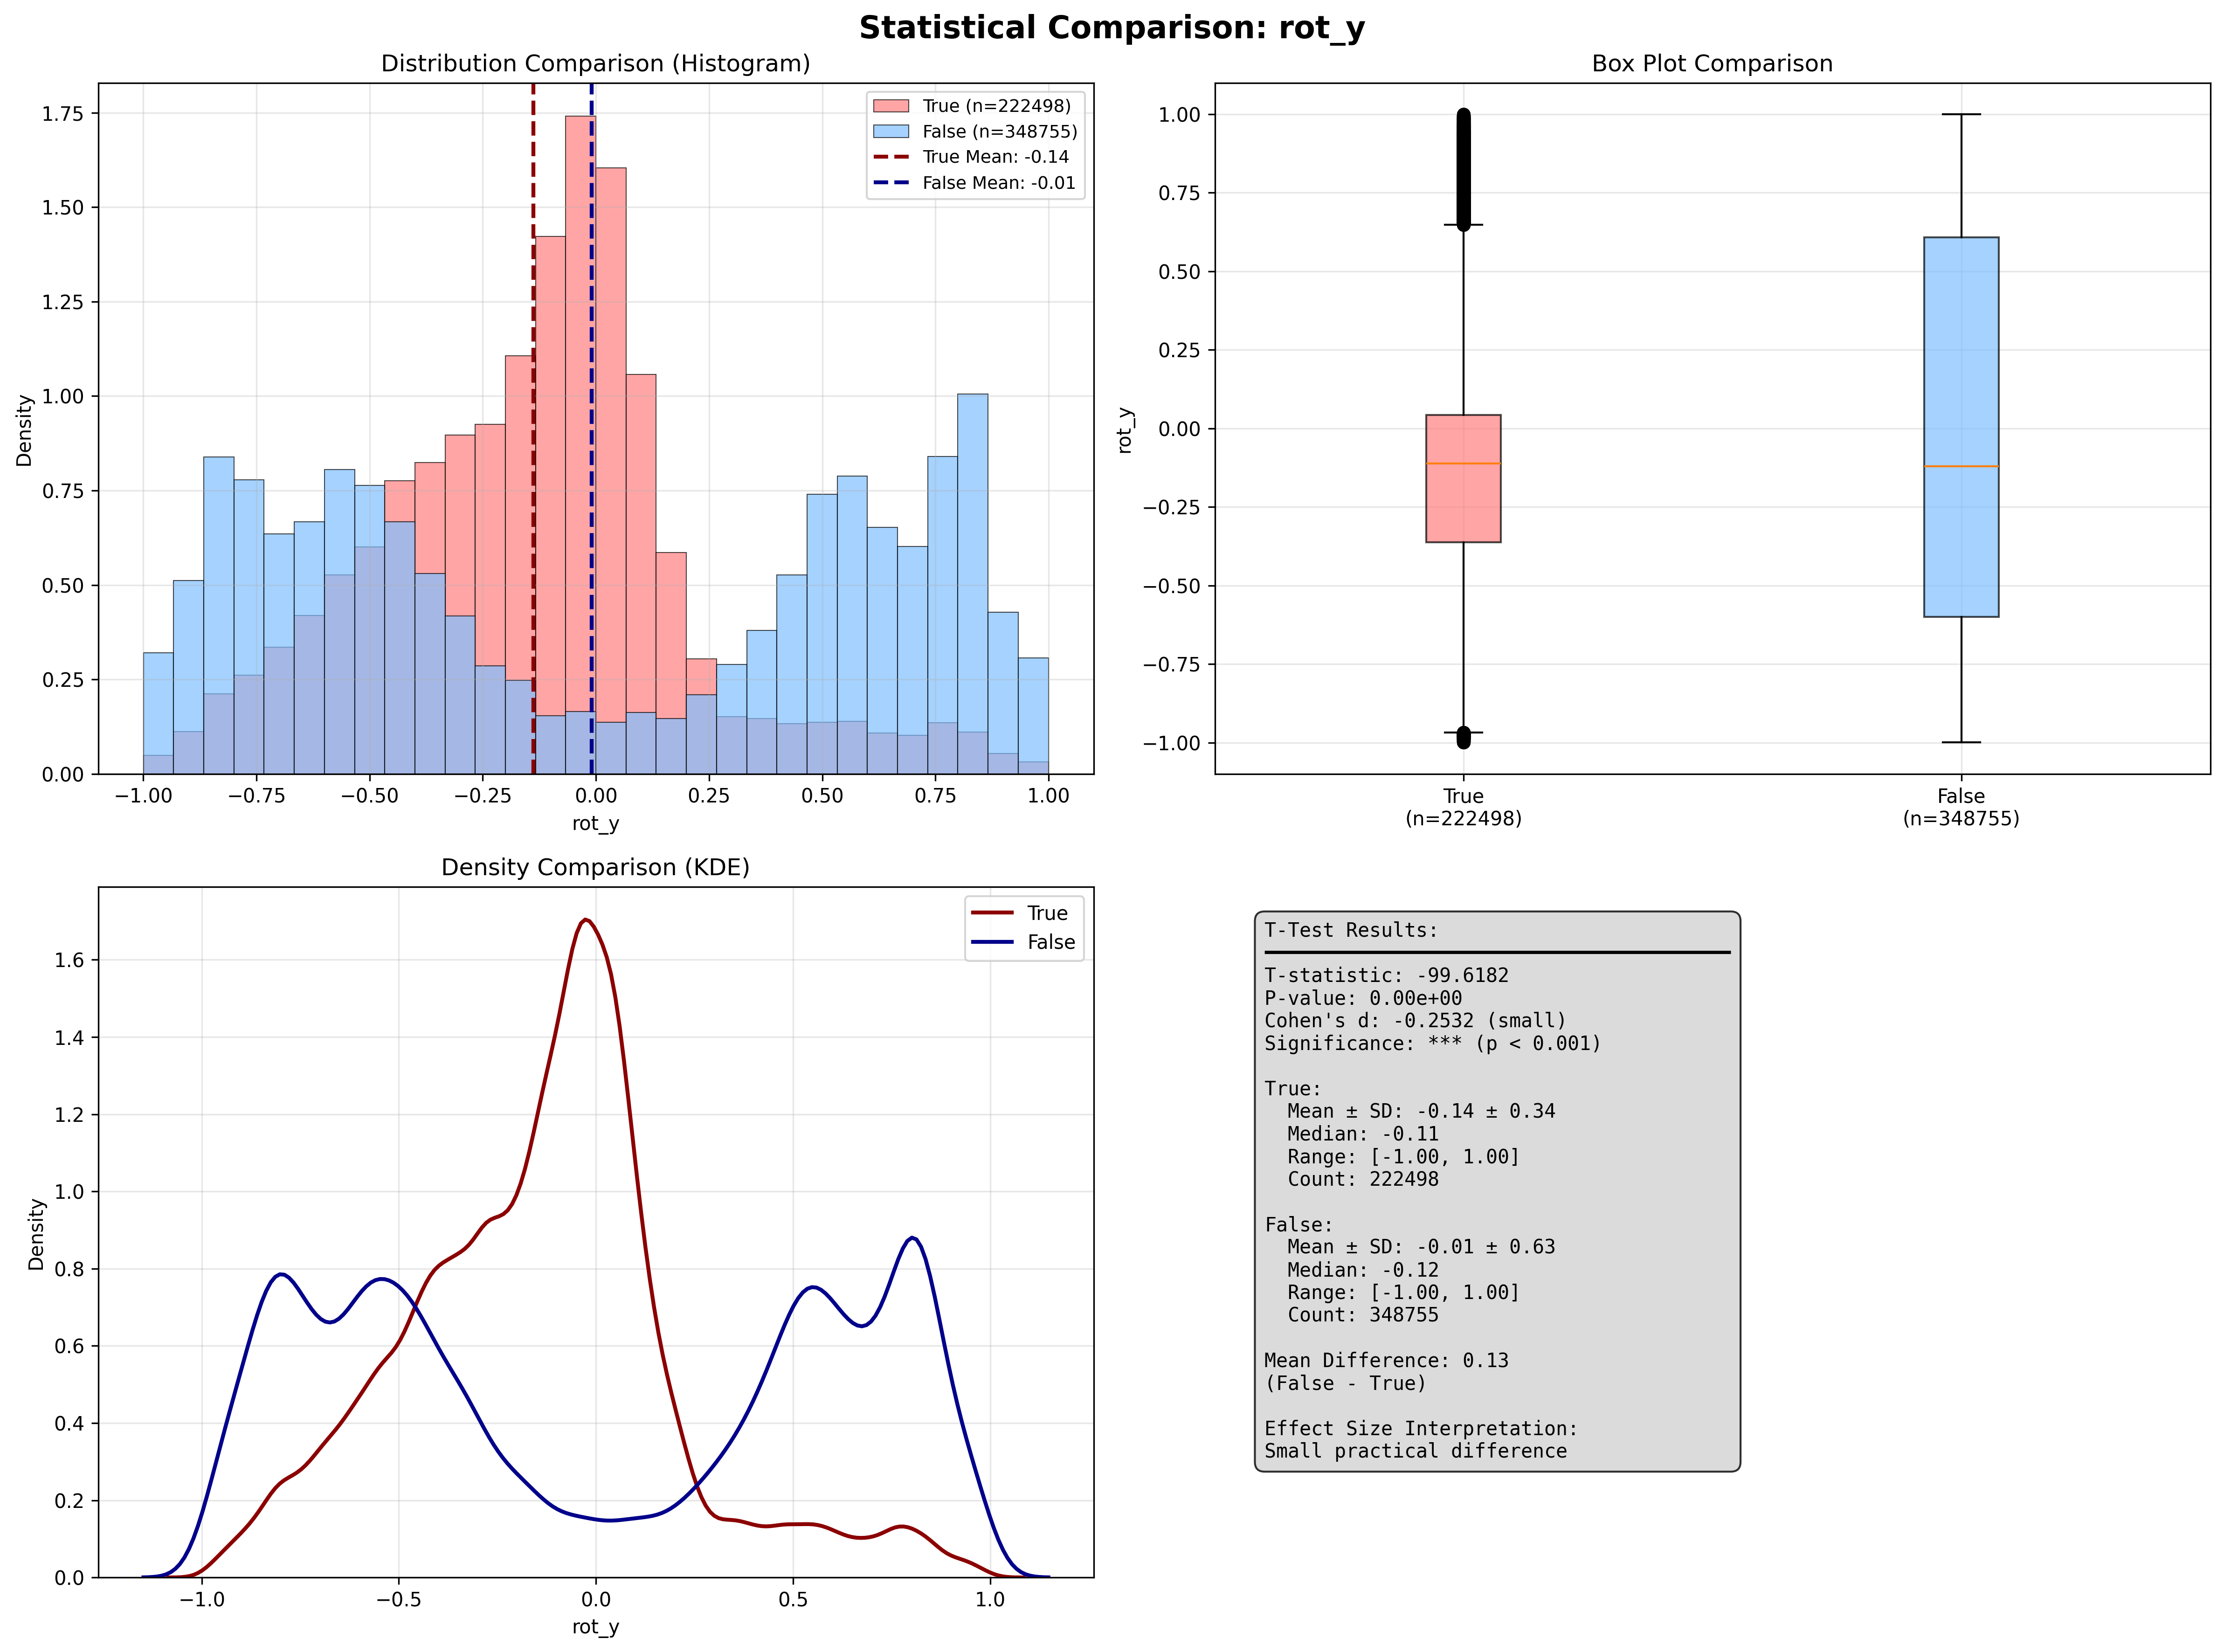 Statistical Comparison: rot_y
Distribution Comparison (Histogram)
Density
1.75
1.50
1.25
1.00
0.75
0.50
0.25
0.00
True (n=222498)
False (n=348755)
True Mean: -0.14
False Mean: -0.01
−1.00
−0.75
−0.50
−0.25
0.00
0.25
0.50
0.75
1.00
rot_y
Box Plot Comparison
rot_y
1.00
0.75
0.50
0.25
0.00
−0.25
−0.50
−0.75
−1.00
True
(n=222498)
False
(n=348755)
Density Comparison (KDE)
Density
1.6
1.4
1.2
1.0
0.8
0.6
0.4
0.2
0.0
True
False
−1.0
−0.5
0.0
0.5
1.0
rot_y
T-Test Results:
T-statistic: -99.6182
P-value: 0.00e+00
Cohen's d: -0.2532 (small)
Significance: *** (p < 0.001)
True:
Mean ± SD: -0.14 ± 0.34
Median: -0.11
Range: [-1.00, 1.00]
Count: 222498
False:
Mean ± SD: -0.01 ± 0.63
Median: -0.12
Range: [-1.00, 1.00]
Count: 348755
Mean Difference: 0.13
(False - True)
Effect Size Interpretation:
Small practical difference